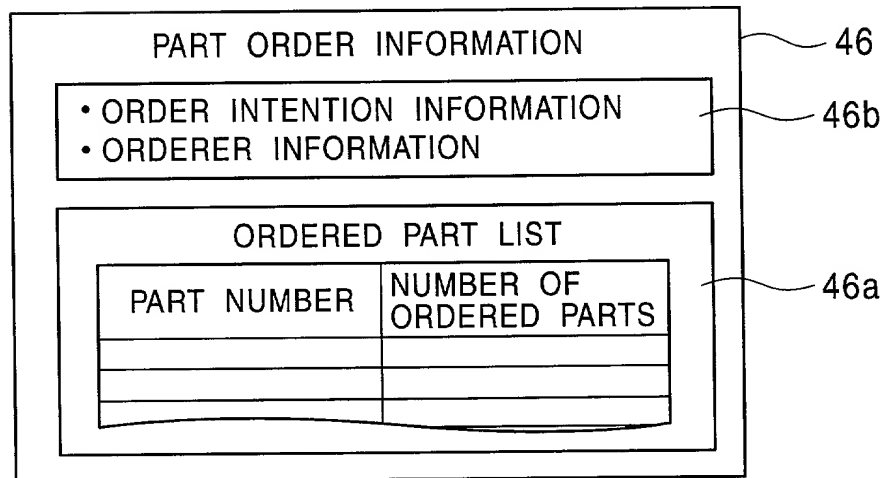 PART ORDER INFORMATION
46
• ORDER INTENTION INFORMATION
• ORDERER INFORMATION
46b
ORDERED PART LIST
PART NUMBER
NUMBER OF
ORDERED PARTS
46a